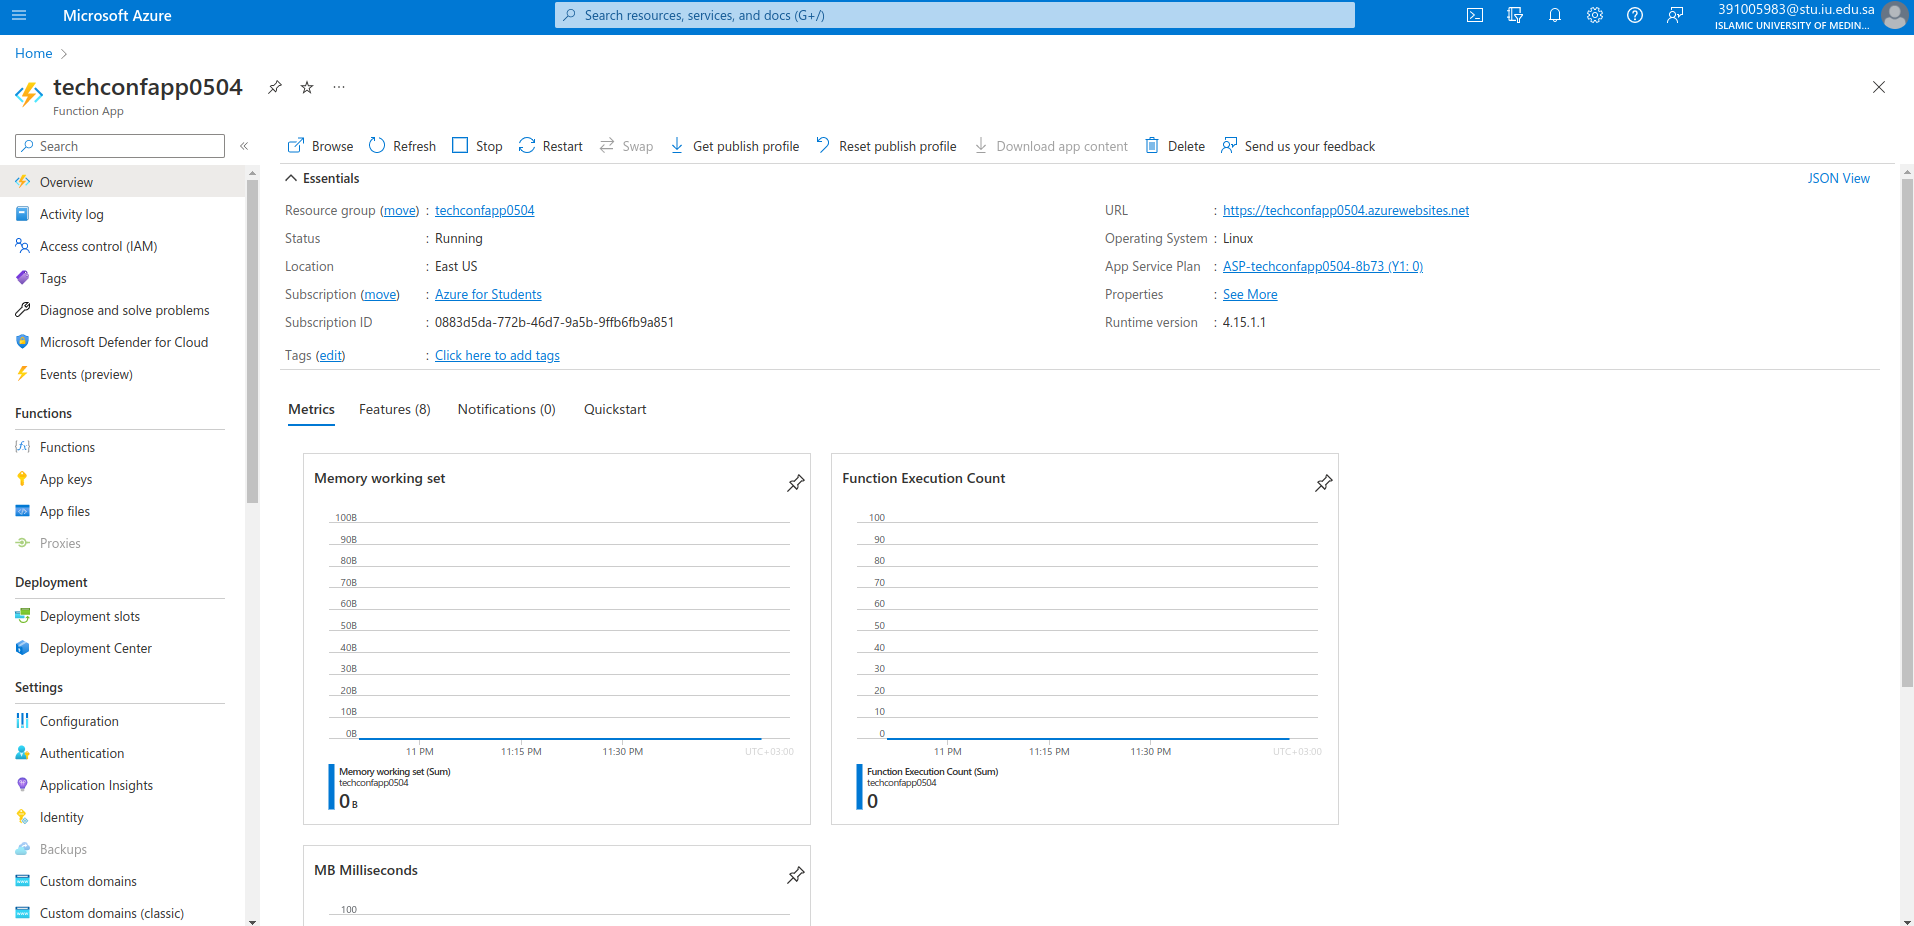 Microsoft Azure
Search resources, services, and docs (G+/)
391005983@stu.iu.edu.sa
ISLAMIC UNIVERSITY OF MEDIN...
Home
techconfapp0504
Function App
Search
Browse
Refresh
Stop
Restart
Swap
Get publish profile
Reset publish profile
Download app content
Delete
Send us your feedback
Overview
Activity log
Access control (IAM)
Tags
Diagnose and solve problems
Microsoft Defender for Cloud
Events (preview)
Functions
Functions
App keys
App files
Proxies
Deployment
Deployment slots
Deployment Center
Settings
Configuration
Authentication
Application Insights
Identity
Backups
Custom domains
Custom domains (classic)
Essentials
JSON View
Resource group (move) : techconfapp0504
Status : Running
Location : East US
Subscription (move) : Azure for Students
Subscription ID : 0883d5da-772b-46d7-9a5b-9ffb6fb9a851
Tags (edit) : Click here to add tags
URL : https://techconfapp0504.azurewebsites.net
Operating System : Linux
App Service Plan : ASP-techconfapp0504-8b73 (Y1: 0)
Properties : See More
Runtime version : 4.15.1.1
Metrics
Features (8)
Notifications (0)
Quickstart
Memory working set
100B
90B
80B
70B
60B
50B
40B
30B
20B
10B
0B
11 PM 11:15 PM 11:30 PM UTC+03:00
Memory working set (Sum)
techconfapp0504
0 B
Function Execution Count
100
90
80
70
60
50
40
30
20
10
0
11 PM 11:15 PM 11:30 PM UTC+03:00
Function Execution Count (Sum)
techconfapp0504
0
MB Milliseconds
100